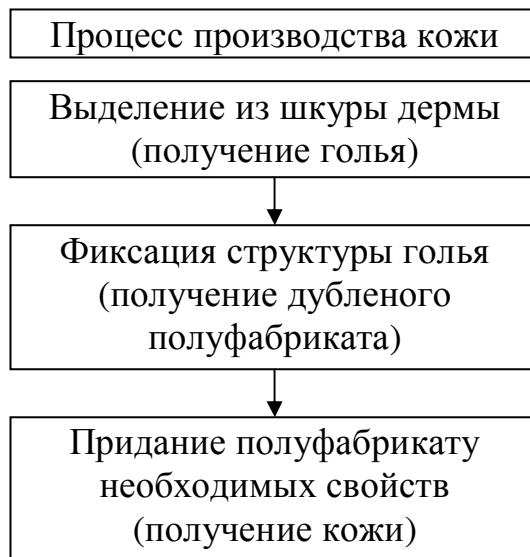 Процесс производства кожи
Выделение из шкуры дермы
(получение голья)
Фиксация структуры голья
(получение дубленого
полуфабриката)
Придание полуфабрикату
необходимых свойств
(получение кожи)